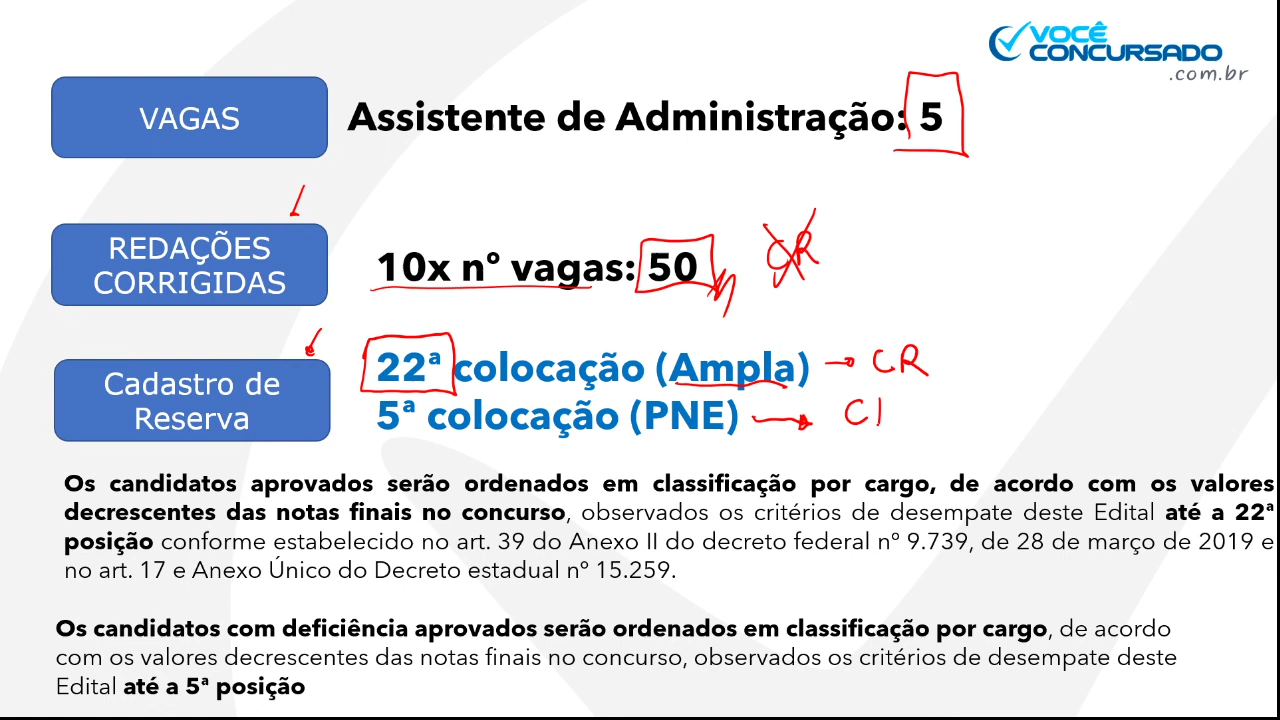 VOCÊ
CONCURSADO
.com.br
VAGAS
Assistente de Administração: 5
REDAÇÕES
CORRIGIDAS
10x nº vagas: 50
CR
Cadastro de
Reserva
22ª colocação (Ampla)
CR
5ª colocação (PNE)
CI
Os candidatos aprovados serão ordenados em classificação por cargo, de acordo com os valores
decrescentes das notas finais no concurso, observados os critérios de desempate deste Edital até a 22ª
posição conforme estabelecido no art. 39 do Anexo II do decreto federal nº 9.739, de 28 de março de 2019 e
no art. 17 e Anexo Único do Decreto estadual nº 15.259.
Os candidatos com deficiência aprovados serão ordenados em classificação por cargo, de acordo
com os valores decrescentes das notas finais no concurso, observados os critérios de desempate deste
Edital até a 5ª posição